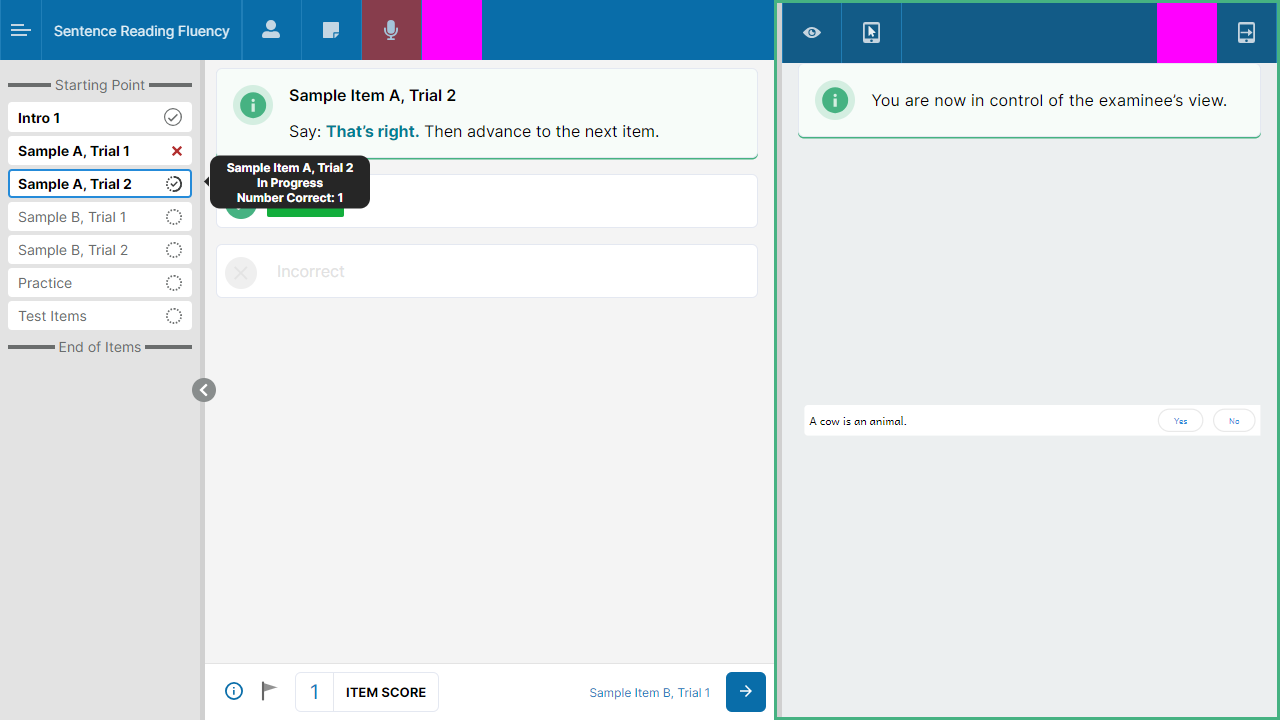 Sentence Reading Fluency
Starting Point
Intro 1
Sample A, Trial 1
Sample A, Trial 2
Sample B, Trial 1
Sample B, Trial 2
Practice
Test Items
End of Items
Sample Item A, Trial 2
Say: That's right. Then advance to the next item.
Sample Item A, Trial 2
In Progress
Number Correct: 1
Incorrect
1 ITEM SCORE
Sample Item B, Trial 1
You are now in control of the examinee's view.
A cow is an animal. Yes No